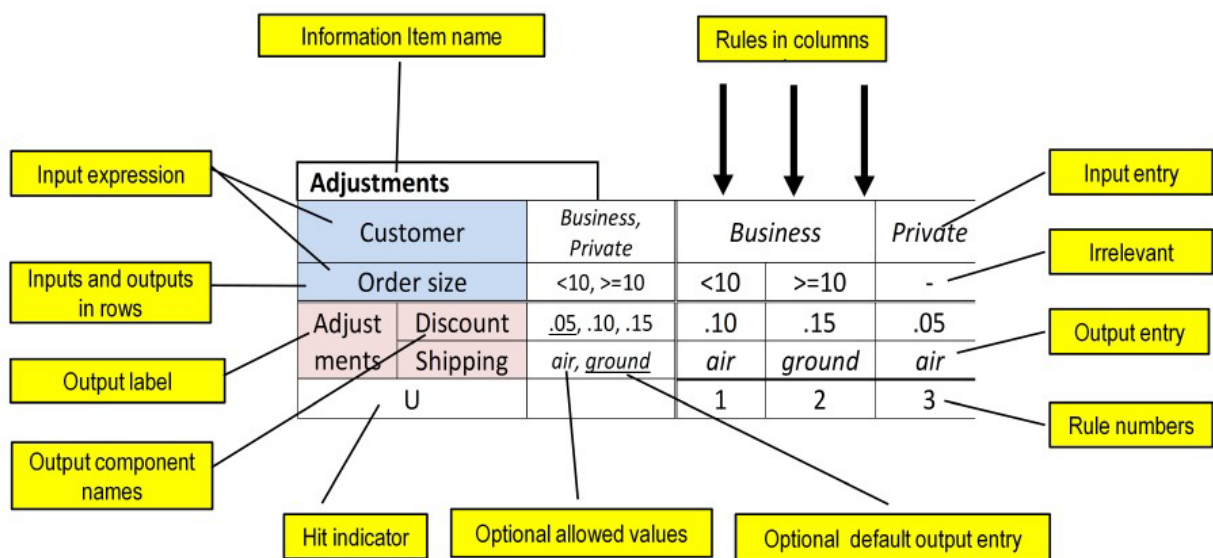 Information Item name
Rules in columns
Input expression
Input entry
Adjustments
Customer
Business,
Private
Business
Private
Irrelevant
Inputs and outputs
in rows
Order size
<10, >=10
<10
>=10
-
Adjust
ments
Discount
.05, .10, .15
.10
.15
.05
Output entry
Shipping
air, ground
air
ground
air
Output label
U
1
2
3
Rule numbers
Output component
names
Hit indicator
Optional allowed values
Optional default output entry